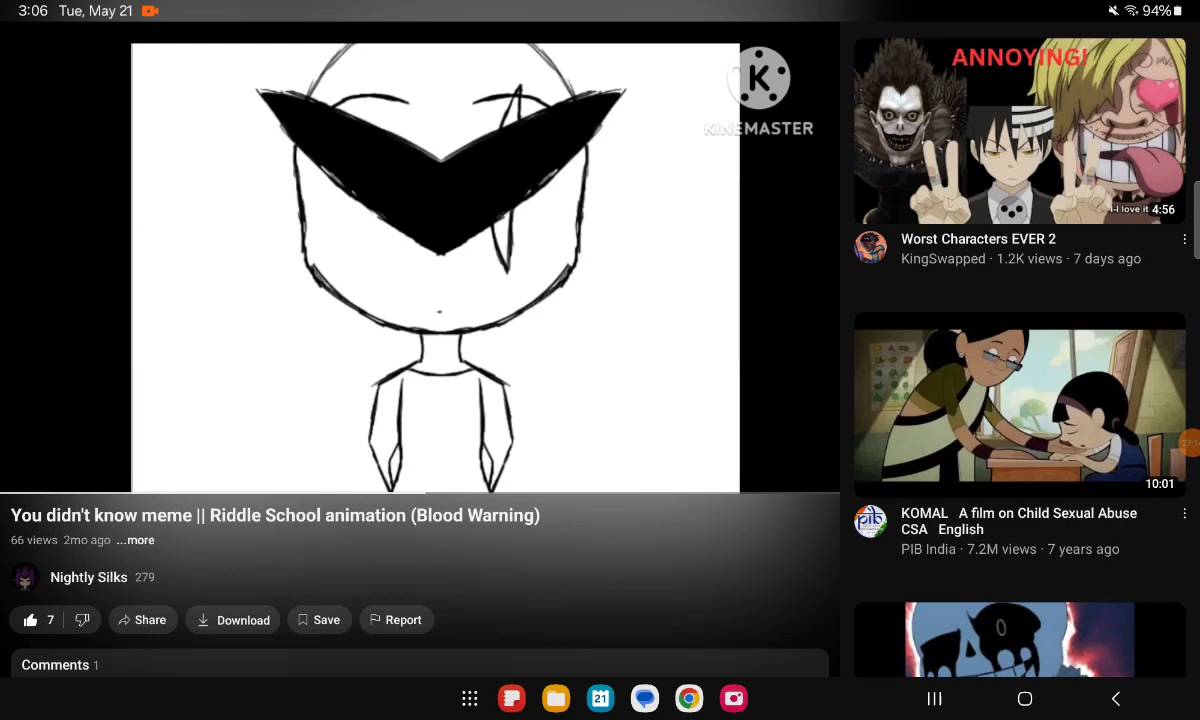 3:06 Tue, May 21
94%
K
KINEMASTER
ANNOYING!
I-I love it 4:56
Worst Characters EVER 2
KingSwapped · 1.2K views · 7 days ago
10:01
pib
KOMAL A film on Child Sexual Abuse
CSA English
PIB India · 7.2M views · 7 years ago
You didn't know meme || Riddle School animation (Blood Warning)
66 views 2mo ago ...more
Nightly Silks 279
7 Share Download Save Report
Comments 1
21